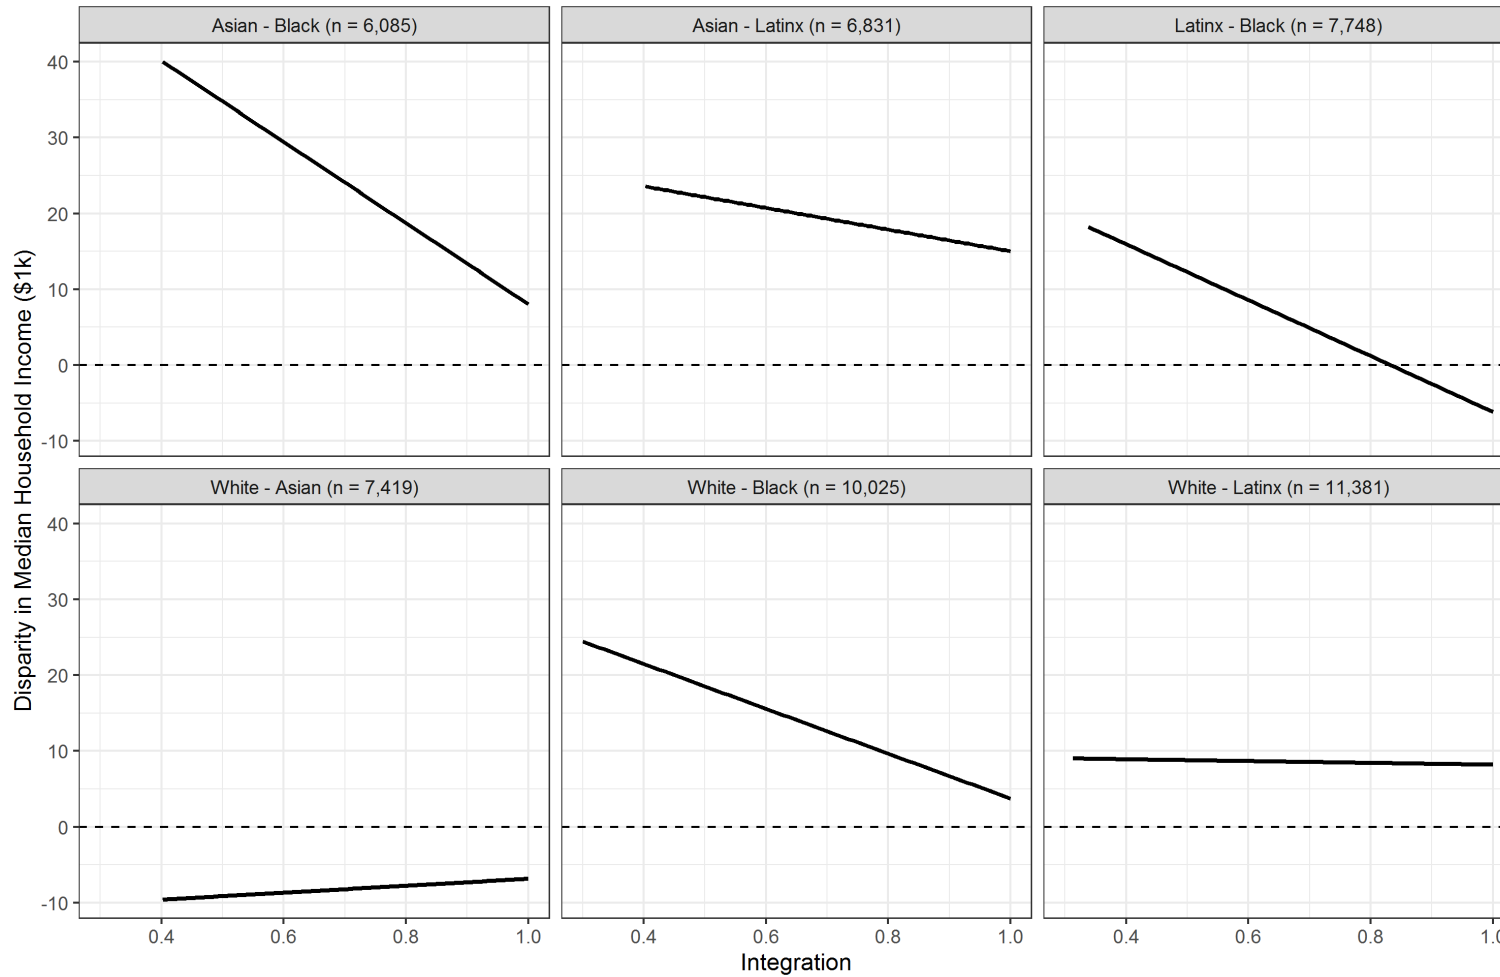 Asian - Black (n = 6,085)
Asian - Latinx (n = 6,831)
Latinx - Black (n = 7,748)
40
30
20
10
0
-10
White - Asian (n = 7,419)
White - Black (n = 10,025)
White - Latinx (n = 11,381)
40
30
20
10
0
-10
0.4 0.6 0.8 1.0
0.4 0.6 0.8 1.0
0.4 0.6 0.8 1.0
Integration
Disparity in Median Household Income ($1k)